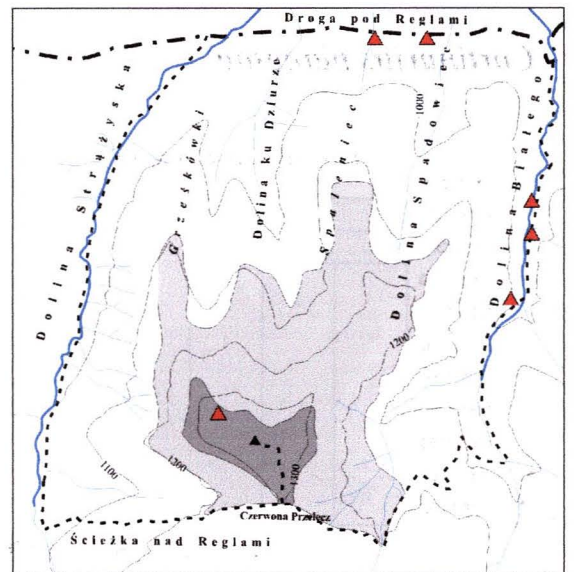 Droga pod Reglami
Dolina Strążyska
Grześkówki
Dolina ku Dziurze
Spaleniec
Dolina Spadowiec
Dolina Białego
1000
1200
1100
1200
1300
Czerwona Przełęcz
Ścieżka nad Reglami